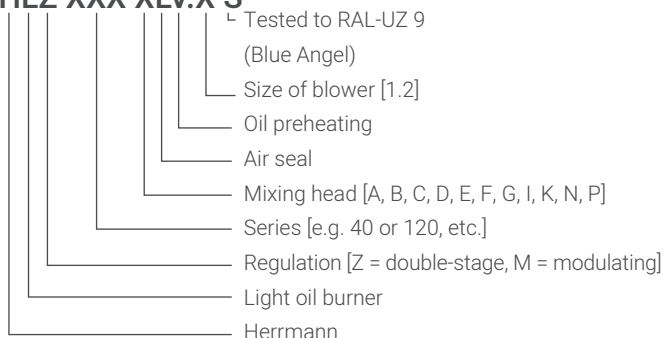 HLZ XXX XLV.X S
Tested to RAL-UZ 9
(Blue Angel)
Size of blower [1.2]
Oil preheating
Air seal
Mixing head [A, B, C, D, E, F, G, I, K, N, P]
Series [e.g. 40 or 120, etc.]
Regulation [Z = double-stage, M = modulating]
Light oil burner
Herrmann